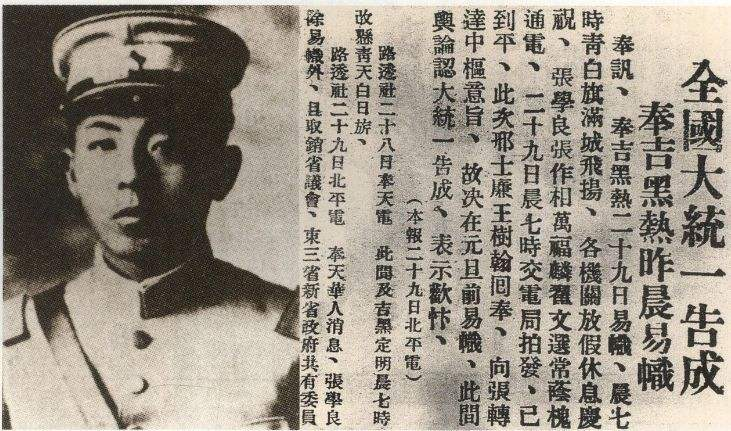 全國大統一告成
奉吉黑熱昨晨易幟
奉訊、奉吉黑熱二十九日易幟、晨七
時靑白旗滿城飛揚、各機關放假休息慶
祝、張學良張作相萬福麟翟文選常蔭槐
通電、二十九日晨七時交電局拍發、已
到平、此次邢士廉王樹翰囘奉、向張轉
達中樞意旨、故決在元旦前易幟、此間
輿論認大統一告成、表示歡忭、
（本報二十九日北平電）
路透社二十八日奉天電　此間及吉黑定明晨七時
改懸靑天白日旂、
路透社二十九日北平電　奉天華人消息、張學良
除易幟外、且取銷省議會、東三省新省政府共有委員